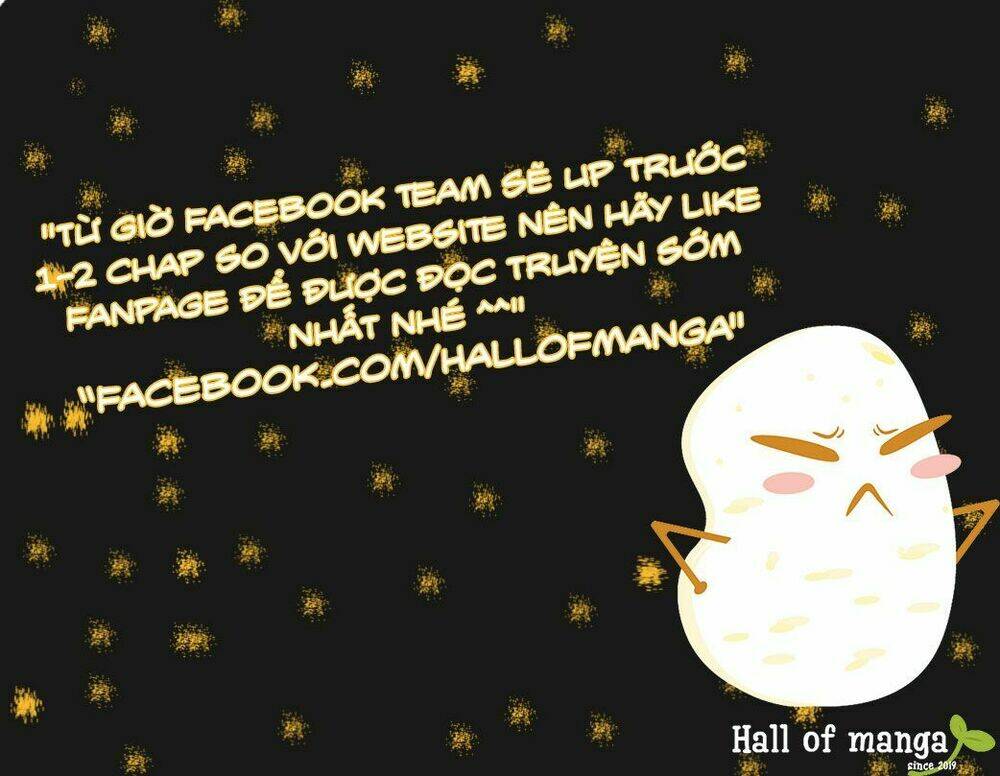 "TỪ GIỜ FACEBOOK TEAM SẼ UP TRƯỚC
1-2 CHAP SO VỚI WEBSITE NÊN HÃY LIKE
FANPAGE ĐỂ ĐƯỢC ĐỌC TRUYỆN SỚM
NHẤT NHÉ ^^"
"FACEBOOK.COM/HALLOFMANGA"
Hall of manga
since 2019